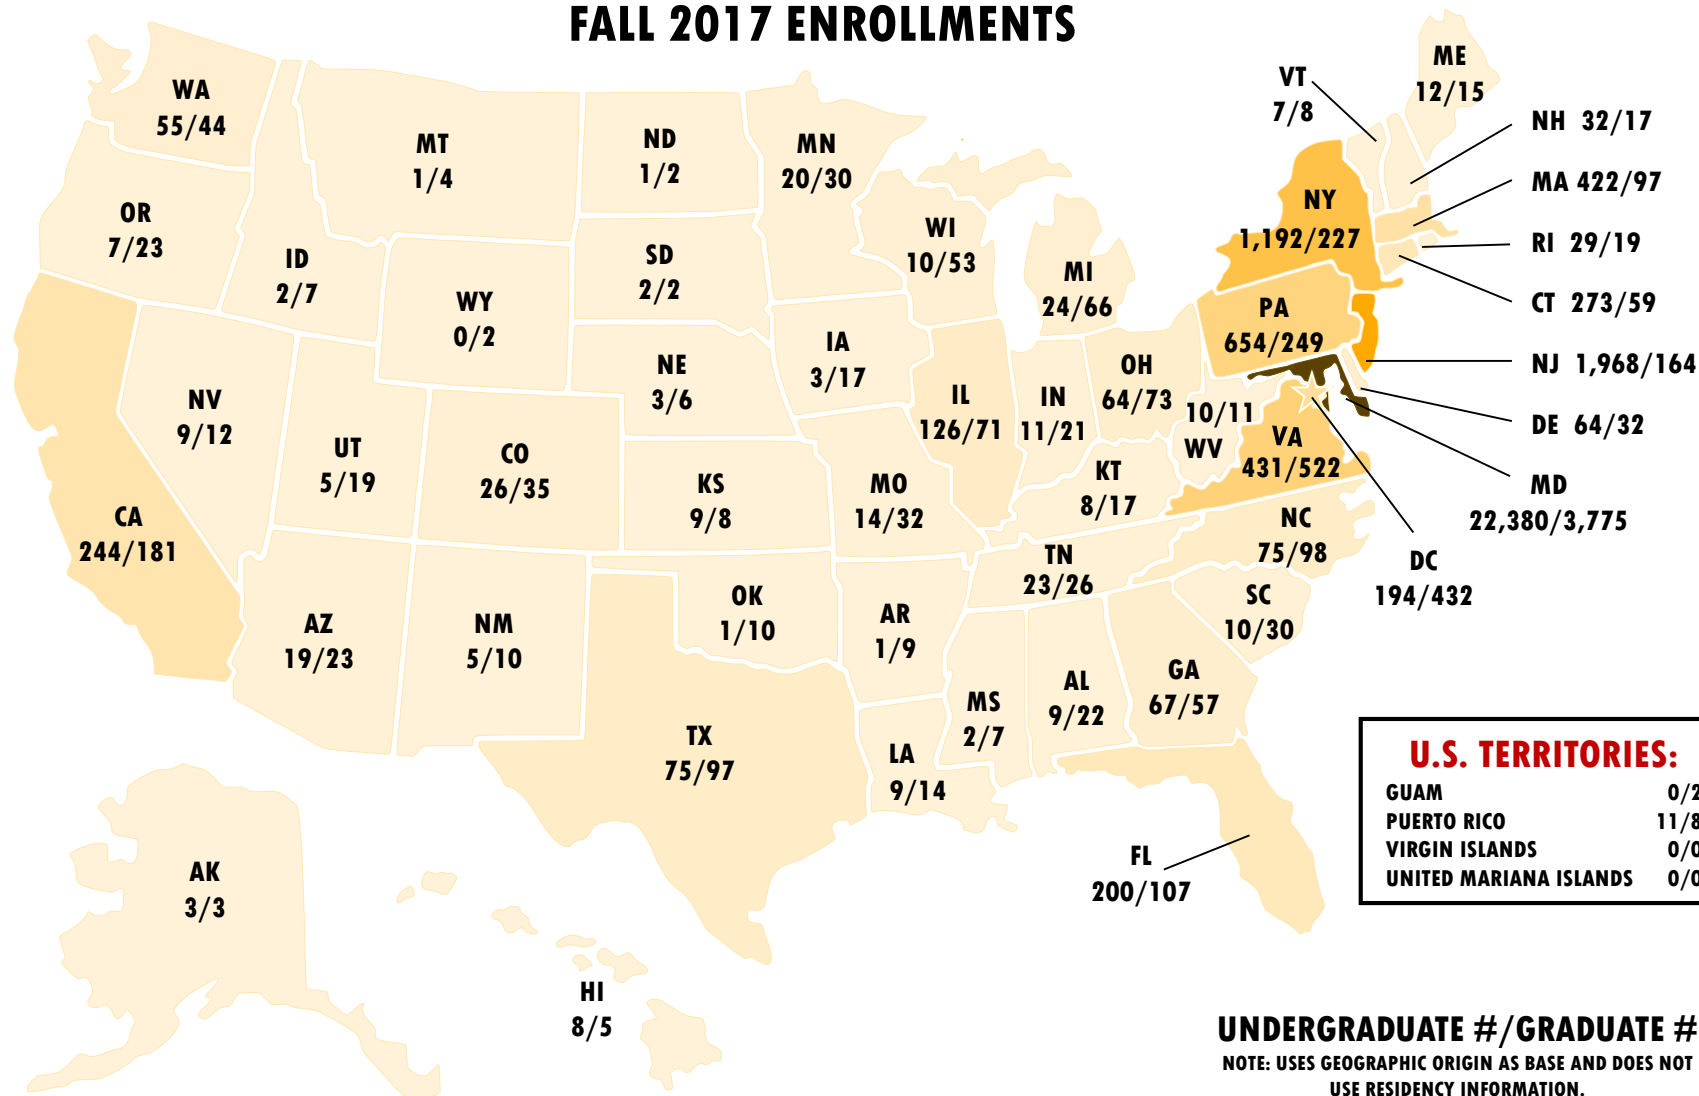 FALL 2017 ENROLLMENTS
WA
55/44
OR
7/23
CA
244/181
ID
2/7
NV
9/12
MT
1/4
WY
0/2
UT
5/19
AZ
19/23
CO
26/35
NM
5/10
ND
1/2
SD
2/2
NE
3/6
KS
9/8
OK
1/10
TX
75/97
MN
20/30
IA
3/17
MO
14/32
AR
1/9
LA
9/14
WI
10/53
IL
126/71
MI
24/66
IN
11/21
OH
64/73
KT
8/17
TN
23/26
MS
2/7
AL
9/22
GA
67/57
FL
200/107
SC
10/30
NC
75/98
VA
431/522
10/11
WV
PA
654/249
NY
1,192/227
VT
7/8
ME
12/15
NH 32/17
MA 422/97
RI 29/19
CT 273/59
NJ 1,968/164
DE 64/32
MD
22,380/3,775
DC
194/432
AK
3/3
HI
8/5
U.S. TERRITORIES:
GUAM 0/2
PUERTO RICO 11/8
VIRGIN ISLANDS 0/0
UNITED MARIANA ISLANDS 0/0
UNDERGRADUATE #/GRADUATE #
NOTE: USES GEOGRAPHIC ORIGIN AS BASE AND DOES NOT
USE RESIDENCY INFORMATION.